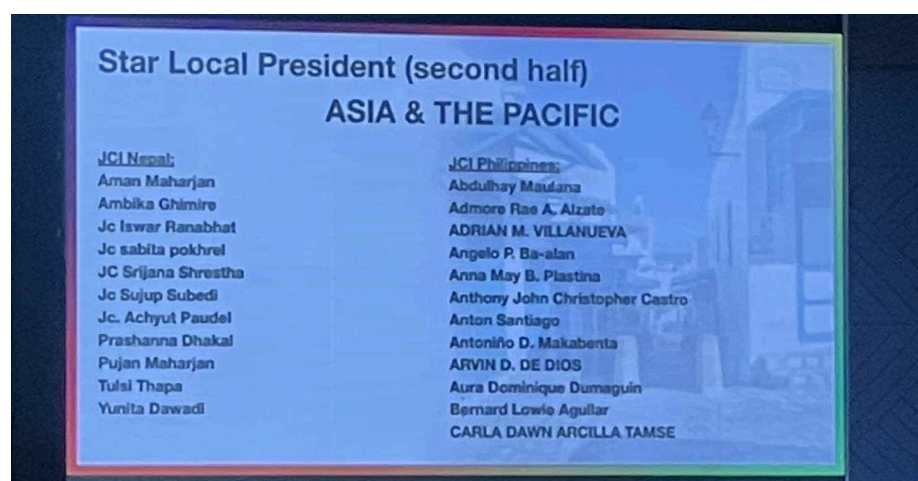 Star Local President (second half)
ASIA & THE PACIFIC
JCI Nepal:
Aman Maharjan
Ambika Ghimire
Jc Iswar Ranabhat
Jc sabita pokhrel
JC Srijana Shrestha
Jc Sujup Subedi
Jc. Achyut Paudel
Prashanna Dhakal
Pujan Maharjan
Tulsi Thapa
Yunita Dawadi
JCI Philippines:
Abdulhay Maulana
Admore Rae A. Alzate
ADRIAN M. VILLANUEVA
Angelo P. Ba-alan
Anna May B. Plastina
Anthony John Christopher Castro
Anton Santiago
Antoniño D. Makabenta
ARVIN D. DE DIOS
Aura Dominique Dumaguin
Bernard Lowie Aguilar
CARLA DAWN ARCILLA TAMSE